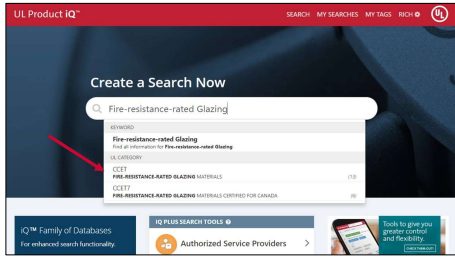 UL Product iQ™
SEARCH MY SEARCHES MY TAGS RICH
UL
Create a Search Now
Fire-resistance-rated Glazing
KEYWORD
Fire-resistance-rated Glazing
Find all information for Fire-resistance-rated Glazing
UL CATEGORY
CCET
FIRE-RESISTANCE-RATED GLAZING MATERIALS (13)
CCET7
FIRE-RESISTANCE-RATED GLAZING MATERIALS CERTIFIED FOR CANADA (6)
iQ™ Family of Databases
For enhanced search functionality.
IQ PLUS SEARCH TOOLS
Authorized Service Providers >
Tools to give you
greater control
and flexibility.
CHECK THEM OUT!